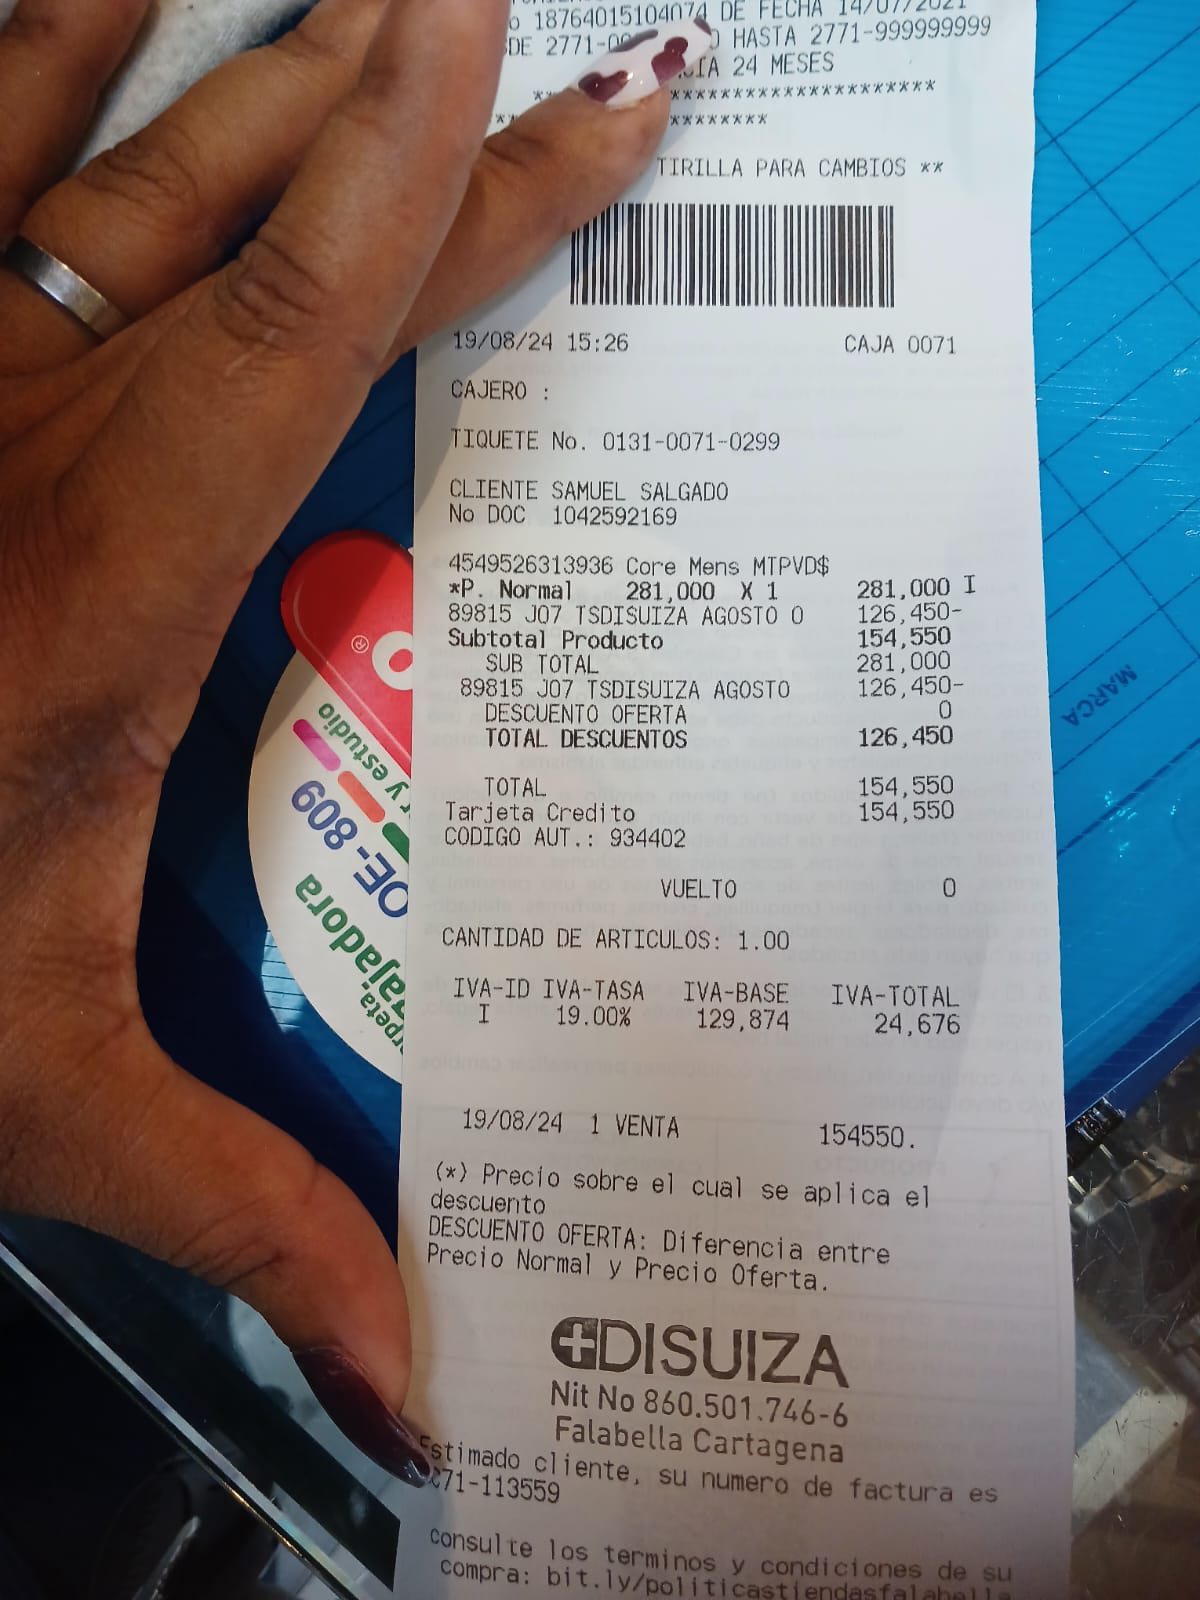 18764015104074 DE FECHA 14/07/2021
DE 2771- HASTA 2771-999999999
24 MESES
**********************
*********
TIRILLA PARA CAMBIOS **
19/08/24 15:26 CAJA 0071
CAJERO :
TIQUETE No. 0131-0071-0299
CLIENTE SAMUEL SALGADO
No DOC 1042592169
4549526313936 Core Mens MTPVD$
*P. Normal 281,000 X 1 281,000 I
89815 J07 TSDISUIZA AGOSTO 0 126,450-
Subtotal Producto 154,550
SUB TOTAL 281,000
89815 J07 TSDISUIZA AGOSTO 126,450-
DESCUENTO OFERTA 0
TOTAL DESCUENTOS 126,450
TOTAL 154,550
Tarjeta Credito 154,550
CODIGO AUT.: 934402
VUELTO 0
CANTIDAD DE ARTICULOS: 1.00
IVA-ID IVA-TASA IVA-BASE IVA-TOTAL
I 19.00% 129,874 24,676
19/08/24 1 VENTA 154550.
(*) Precio sobre el cual se aplica el
descuento
DESCUENTO OFERTA: Diferencia entre
Precio Normal y Precio Oferta.
DISUIZA
Nit No 860.501.746-6
Falabella Cartagena
Estimado cliente, su numero de factura es
71-113559
consulte los terminos y condiciones de su
compra: bit.ly/politicastiendasfalabella
MARCA
y estudio
OE-809